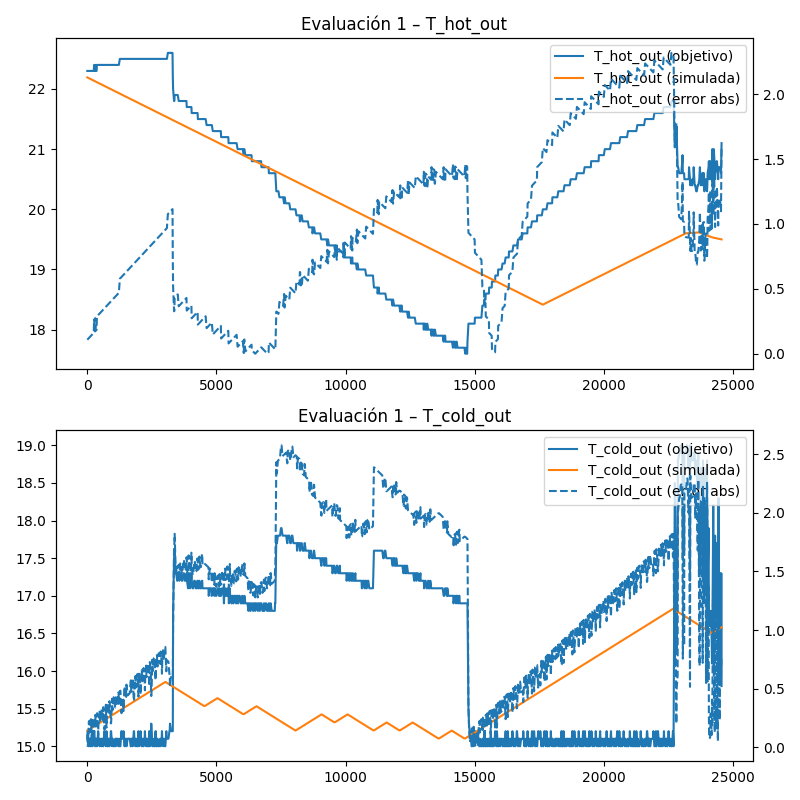 Evaluación 1 – T_hot_out
T_hot_out (objetivo)
T_hot_out (simulada)
T_hot_out (error abs)
22
21
20
19
18
2.0
1.5
1.0
0.5
0.0
0 5000 10000 15000 20000 25000
Evaluación 1 – T_cold_out
T_cold_out (objetivo)
T_cold_out (simulada)
T_cold_out (error abs)
19.0
18.5
18.0
17.5
17.0
16.5
16.0
15.5
15.0
2.5
2.0
1.5
1.0
0.5
0.0
0 5000 10000 15000 20000 25000